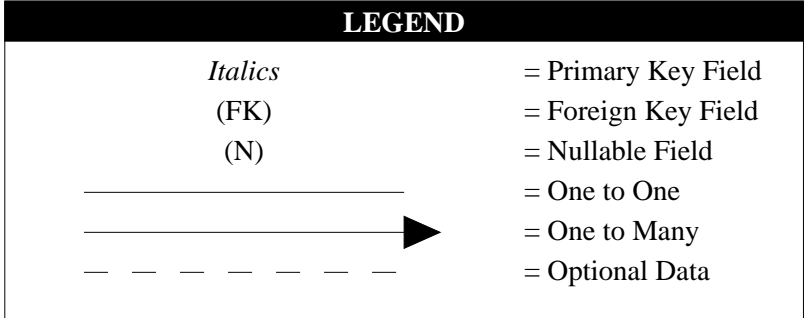 LEGEND
Italics = Primary Key Field
(FK) = Foreign Key Field
(N) = Nullable Field
= One to One
= One to Many
= Optional Data